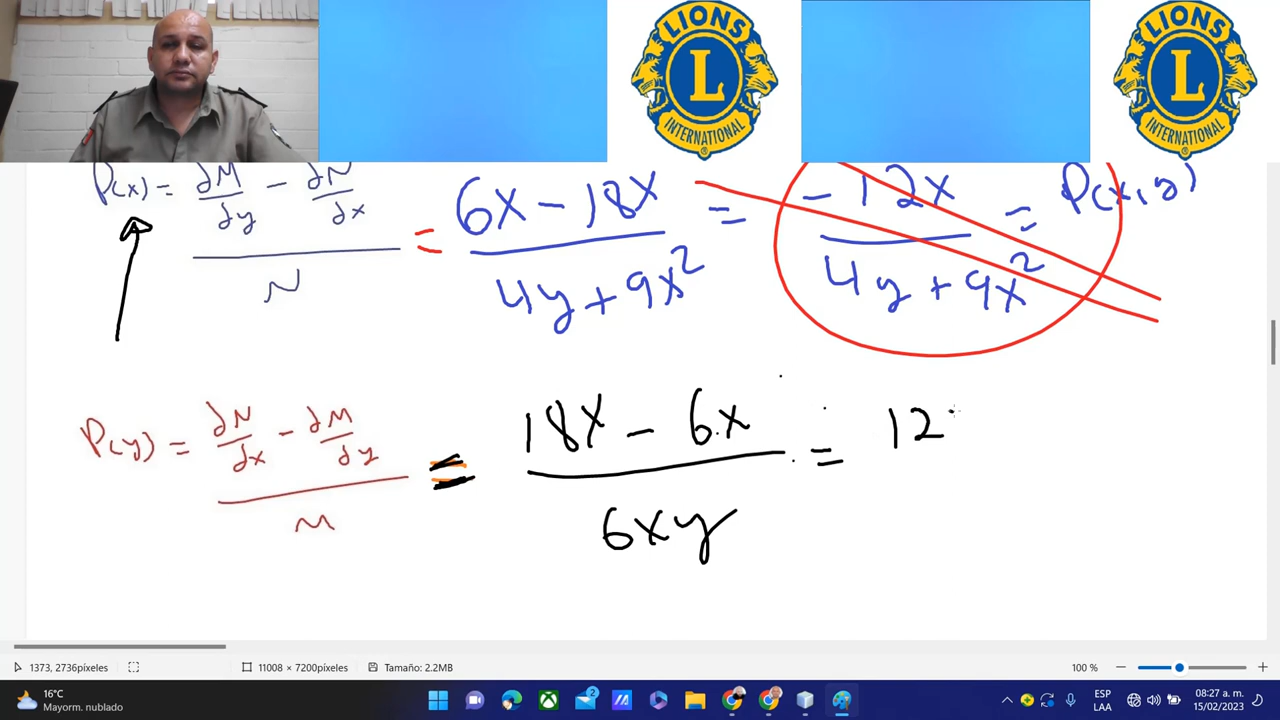 LIONS
L
INTERNATIONAL
®
LIONS
L
INTERNATIONAL
®
P(x) = ∂M/∂y - ∂N/∂x / N = 6x - 18x / 4y + 9x² = - 12x / 4y + 9x² = P(x, y)
P(y) = ∂N/∂x - ∂M/∂y / M = 18x - 6x / 6xy = 12
1373, 2736píxeles
11008 × 7200píxeles
Tamaño: 2.2MB
100 %
16°C
Mayorm. nublado
2
ESP
LAA
08:27 a. m.
15/02/2023